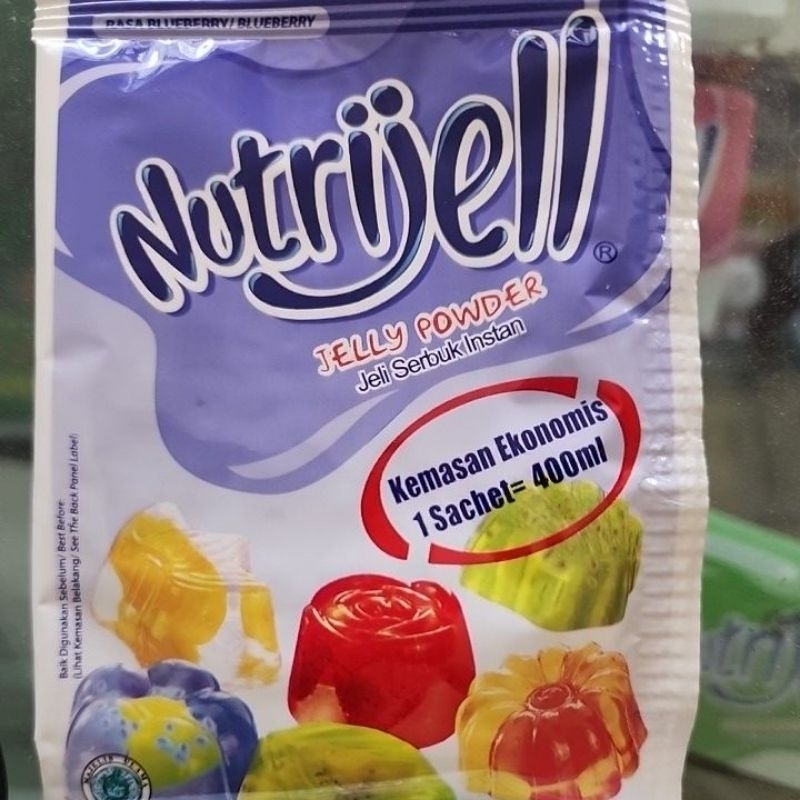 RASA BLUEBERRY/ BLUEBERRY
Nutrijell®
JELLY POWDER
Jeli Serbuk Instan
Kemasan Ekonomis
1 Sachet= 400ml
Baik Digunakan Sebelum/ Best Before:
(Lihat Kemasan Belakang/ See The Back Panel Label)